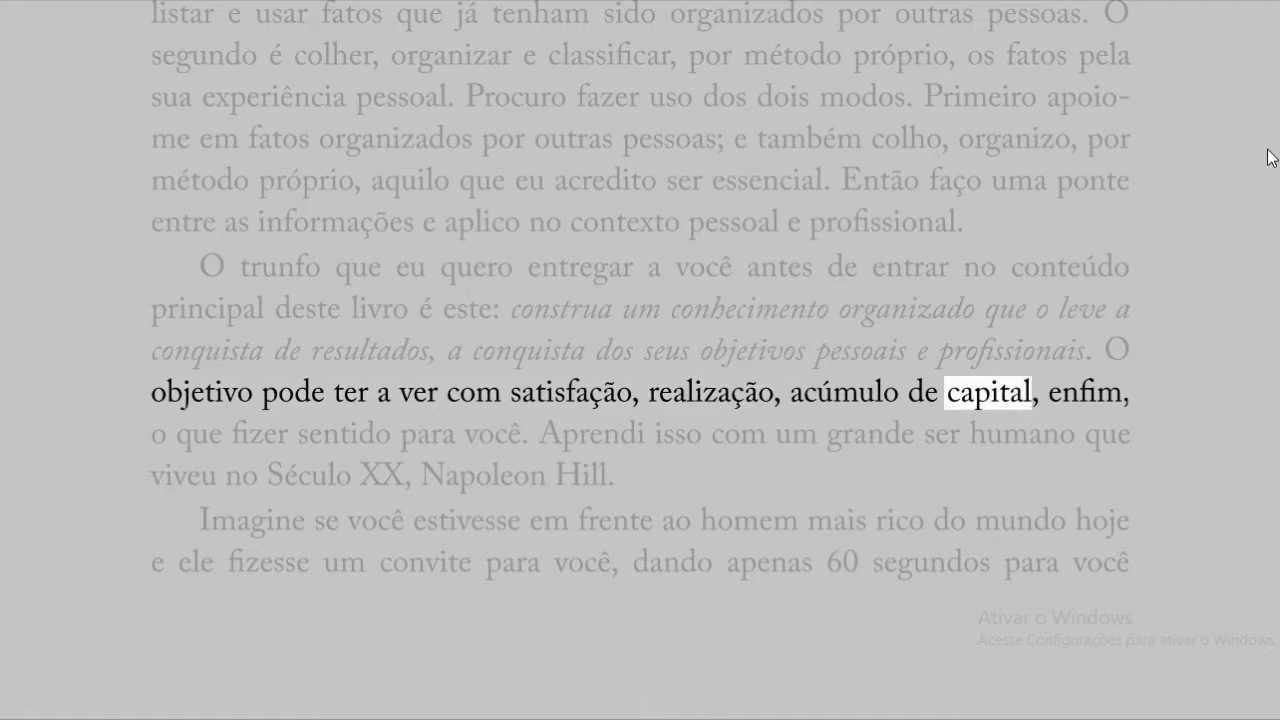 listar e usar fatos que já tenham sido organizados por outras pessoas. O
segundo é colher, organizar e classificar, por método próprio, os fatos pela
sua experiência pessoal. Procuro fazer uso dos dois modos. Primeiro apoio-
me em fatos organizados por outras pessoas; e também colho, organizo, por
método próprio, aquilo que eu acredito ser essencial. Então faço uma ponte
entre as informações e aplico no contexto pessoal e profissional.
O trunfo que eu quero entregar a você antes de entrar no conteúdo
principal deste livro é este: construa um conhecimento organizado que o leve a
conquista de resultados, a conquista dos seus objetivos pessoais e profissionais. O
objetivo pode ter a ver com satisfação, realização, acúmulo de capital, enfim,
o que fizer sentido para você. Aprendi isso com um grande ser humano que
viveu no Século XX, Napoleon Hill.
Imagine se você estivesse em frente ao homem mais rico do mundo hoje
e ele fizesse um convite para você, dando apenas 60 segundos para você
Ativar o Windows
Acesse Configurações para ativar o Windows.